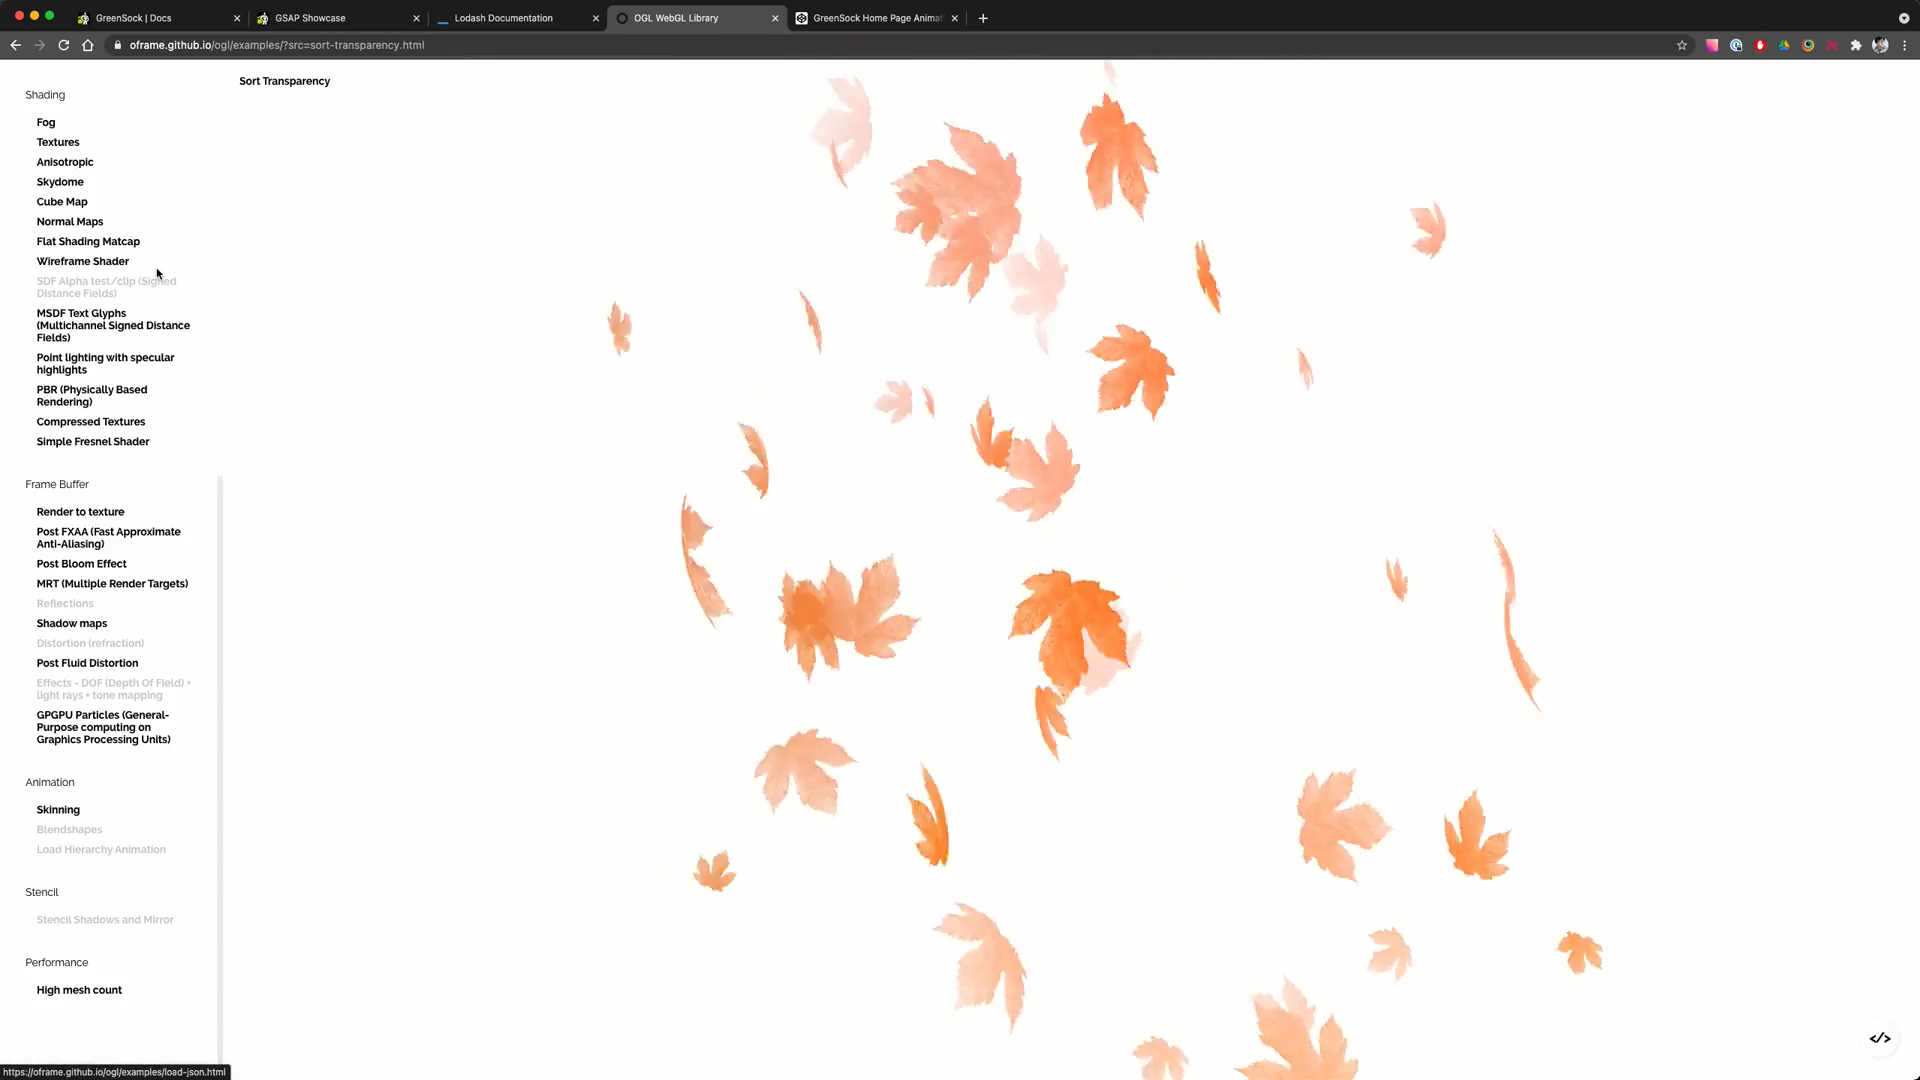 GreenSock | Docs
GSAP Showcase
Lodash Documentation
OGL WebGL Library
GreenSock Home Page Animat
oframe.github.io/ogl/examples/?src=sort-transparency.html
Sort Transparency
Shading
Fog
Textures
Anisotropic
Skydome
Cube Map
Normal Maps
Flat Shading Matcap
Wireframe Shader
SDF Alpha test/clip (Signed
Distance Fields)
MSDF Text Glyphs
(Multichannel Signed Distance
Fields)
Point lighting with specular
highlights
PBR (Physically Based
Rendering)
Compressed Textures
Simple Fresnel Shader
Frame Buffer
Render to texture
Post FXAA (Fast Approximate
Anti-Aliasing)
Post Bloom Effect
MRT (Multiple Render Targets)
Reflections
Shadow maps
Distortion (refraction)
Post Fluid Distortion
Effects - DOF (Depth Of Field) +
light rays + tone mapping
GPGPU Particles (General-
Purpose computing on
Graphics Processing Units)
Animation
Skinning
Blendshapes
Load Hierarchy Animation
Stencil
Stencil Shadows and Mirror
Performance
High mesh count
</>
https://oframe.github.io/ogl/examples/load-json.html